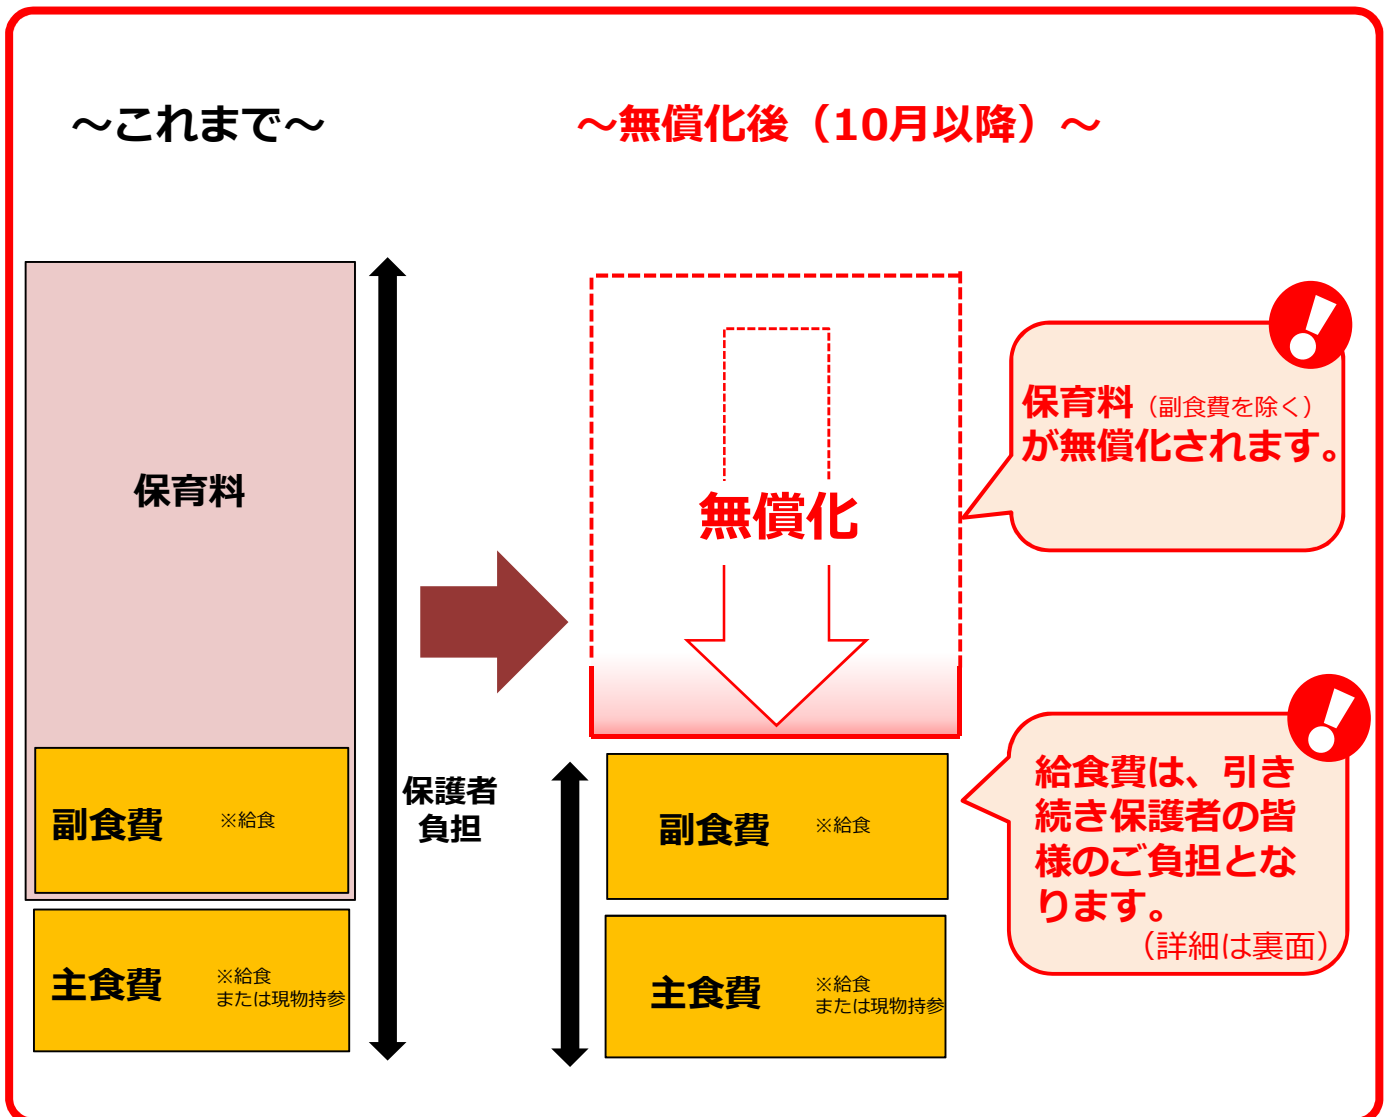 ～これまで～
～無償化後（10月以降）～
保育料
副食費 ※給食
主食費 ※給食
または現物持参
保護者
負担
無償化
副食費 ※給食
主食費 ※給食
または現物持参
保育料（副食費を除く）
が無償化されます。
給食費は、引き
続き保護者の皆
様のご負担とな
ります。
（詳細は裏面）